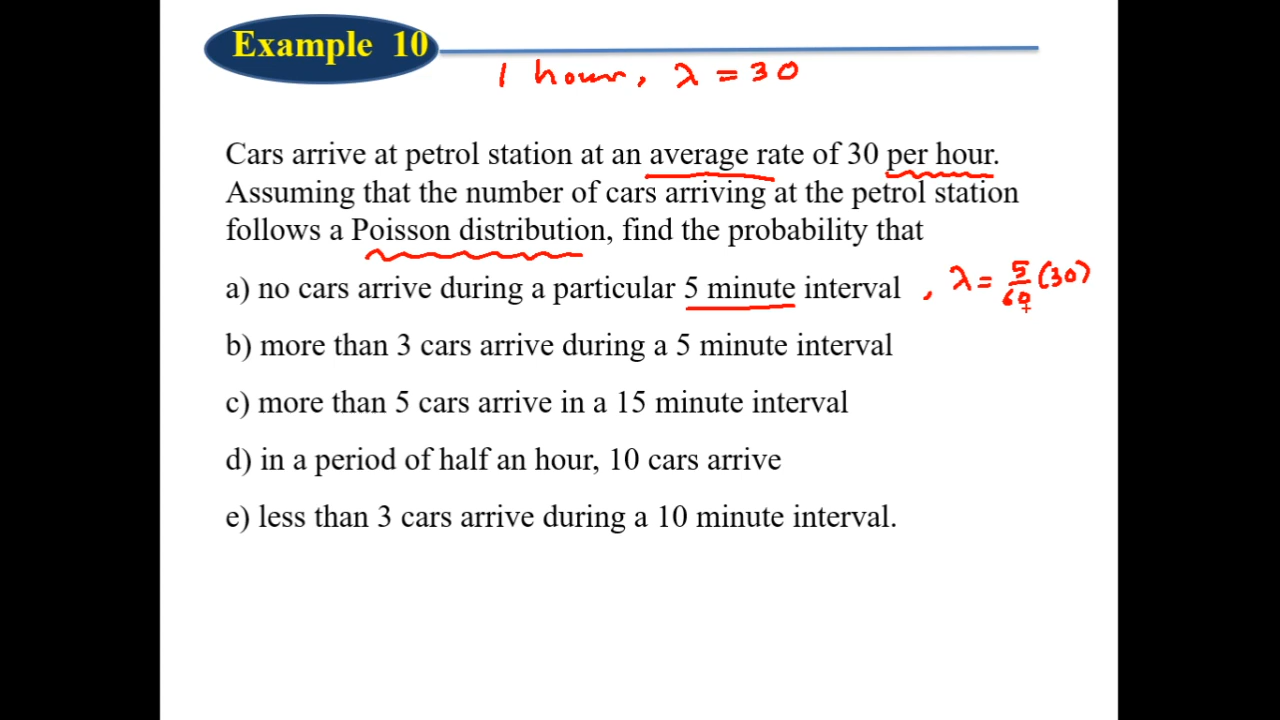 Example 10
1 hour, λ = 30
Cars arrive at petrol station at an average rate of 30 per hour.
Assuming that the number of cars arriving at the petrol station
follows a Poisson distribution, find the probability that
a) no cars arrive during a particular 5 minute interval , λ = 5/60 (30)
b) more than 3 cars arrive during a 5 minute interval
c) more than 5 cars arrive in a 15 minute interval
d) in a period of half an hour, 10 cars arrive
e) less than 3 cars arrive during a 10 minute interval.